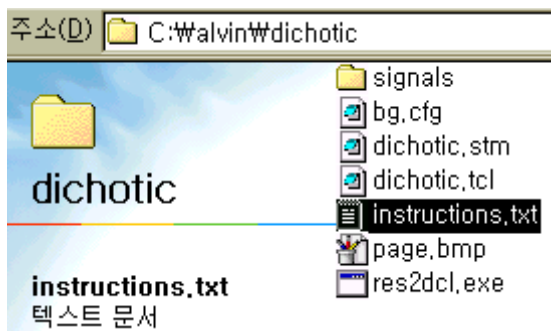 주소(D) C:₩alvin₩dichotic
signals
bg.cfg
dichotic.stm
dichotic.tcl
instructions.txt
page.bmp
res2dcl.exe
dichotic
instructions.txt
텍스트 문서